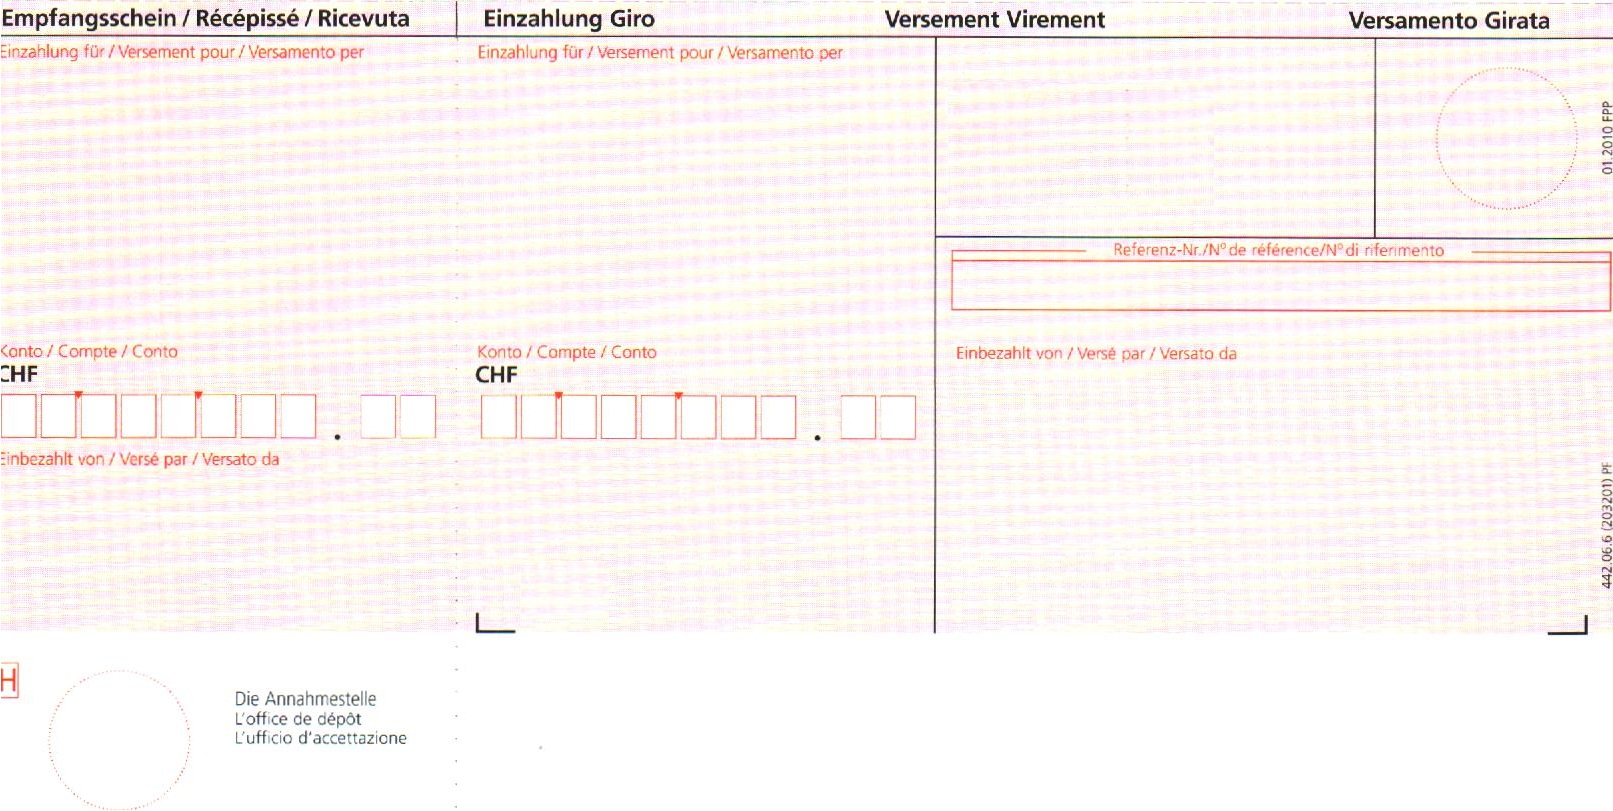 Empfangsschein / Récépissé / Ricevuta
Einzahlung für / Versement pour / Versamento per
Konto / Compte / Conto
CHF
.
Einbezahlt von / Versé par / Versato da
H
Die Annahmestelle
L'office de dépôt
L'ufficio d'accettazione
Einzahlung Giro
Versement Virement
Versamento Girata
Einzahlung für / Versement pour / Versamento per
Konto / Compte / Conto
CHF
.
Referenz-Nr./Nº de référence/Nº di riferimento
Einbezahlt von / Versé par / Versato da
01.2010 FPP
442.06.6 (203201) PF